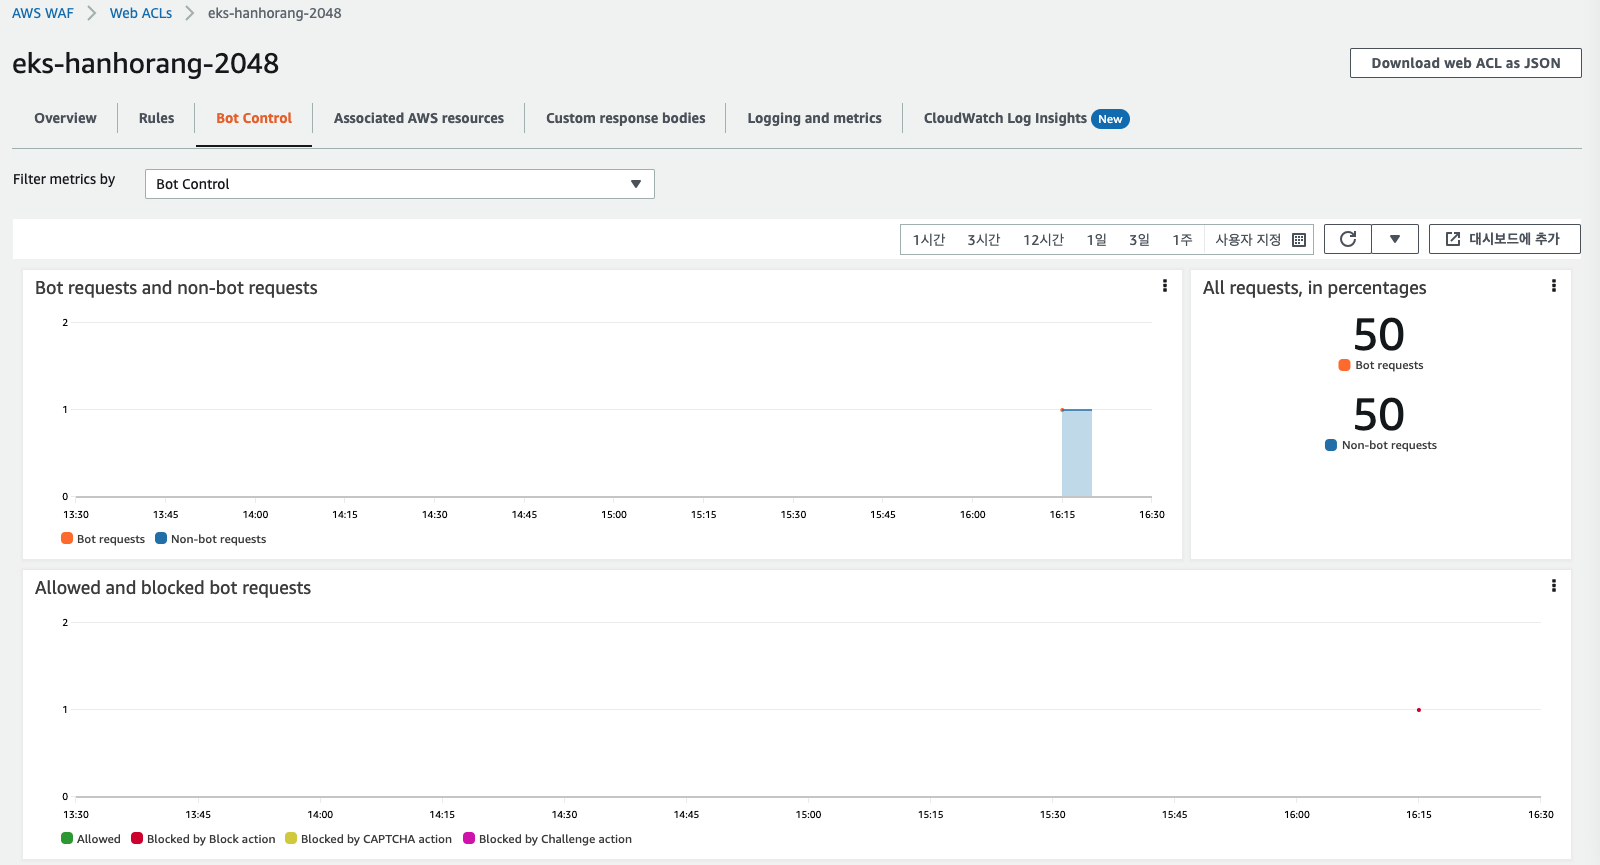 AWS WAF > Web ACLs > eks-hanhorang-2048
eks-hanhorang-2048
Download web ACL as JSON
Overview
Rules
Bot Control
Associated AWS resources
Custom response bodies
Logging and metrics
CloudWatch Log Insights New
Filter metrics by
Bot Control
1시간 3시간 12시간 1일 3일 1주 사용자 지정
대시보드에 추가
Bot requests and non-bot requests
2
1
0
13:30 13:45 14:00 14:15 14:30 14:45 15:00 15:15 15:30 15:45 16:00 16:15 16:30
Bot requests Non-bot requests
All requests, in percentages
50
Bot requests
50
Non-bot requests
Allowed and blocked bot requests
2
1
0
13:30 13:45 14:00 14:15 14:30 14:45 15:00 15:15 15:30 15:45 16:00 16:15 16:30
Allowed Blocked by Block action Blocked by CAPTCHA action Blocked by Challenge action